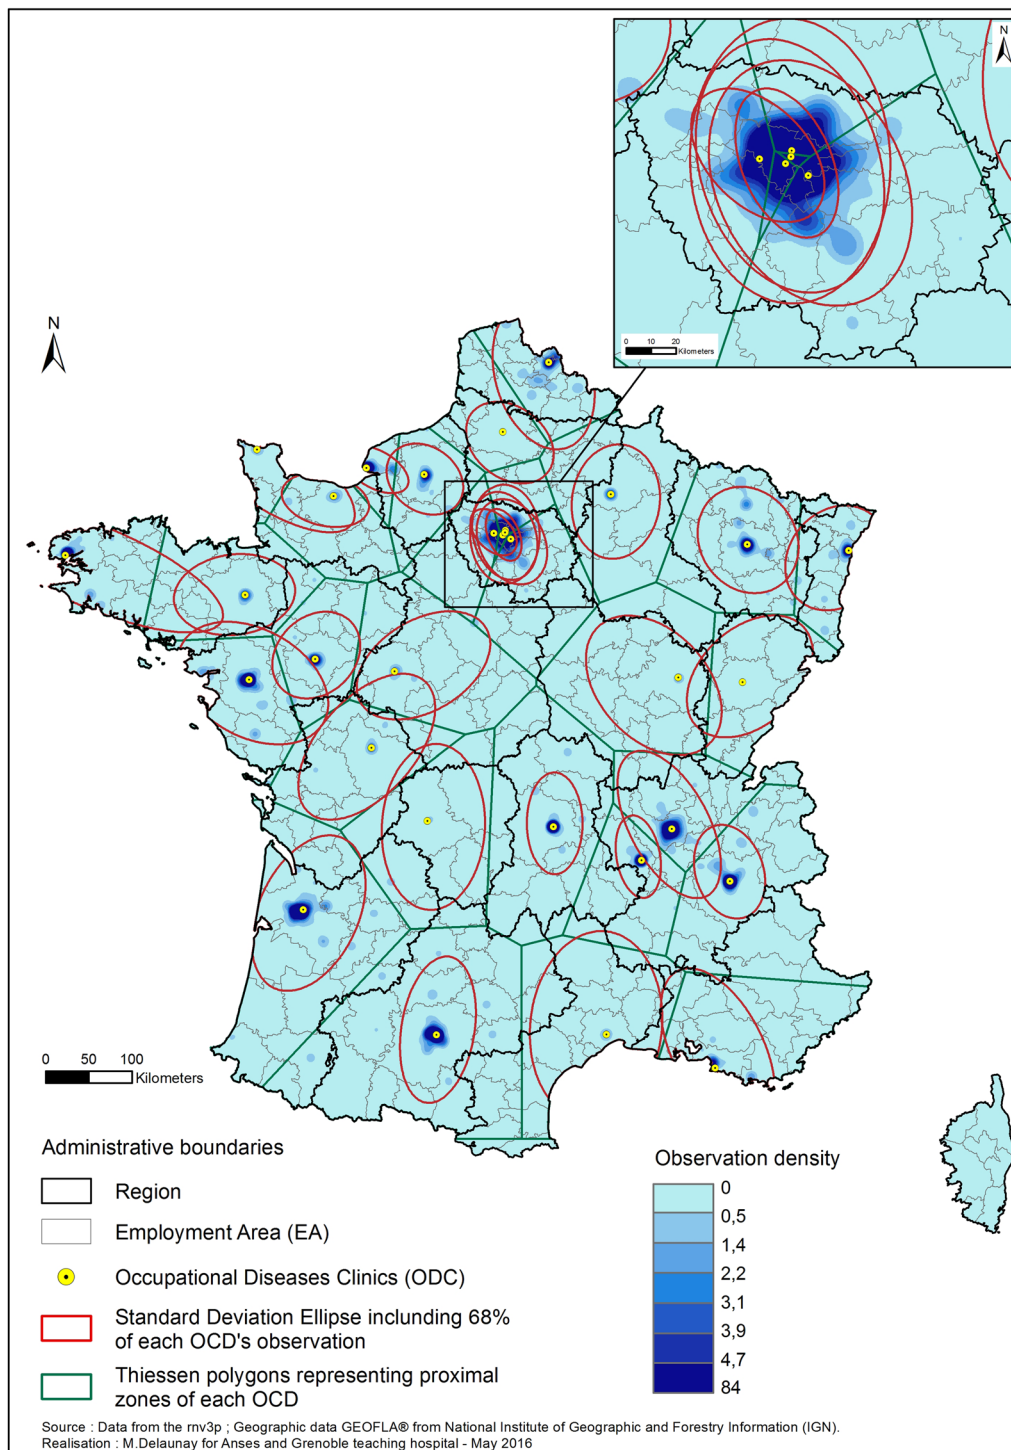 N
0 10 20
Kilometers
N
0 50 100
Kilometers
Administrative boundaries
Region
Employment Area (EA)
Occupational Diseases Clinics (ODC)
Standard Deviation Ellipse inclunding 68%
of each OCD's observation
Thiessen polygons representing proximal
zones of each OCD
Observation density
0
0,5
1,4
2,2
3,1
3,9
4,7
84
Source : Data from the rnv3p ; Geographic data GEOFLA® from National Institute of Geographic and Forestry Information (IGN).
Realisation : M.Delaunay for Anses and Grenoble teaching hospital - May 2016